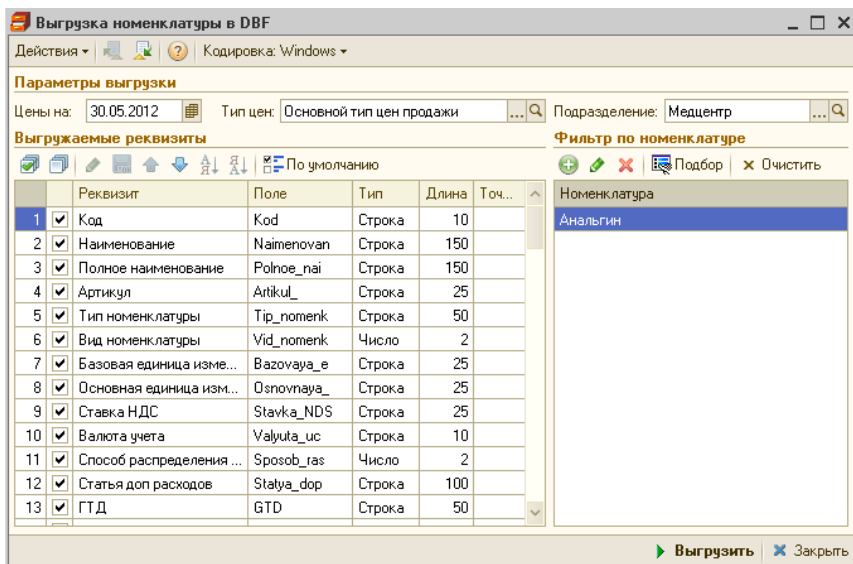 Выгрузка номенклатуры в DBF
Действия Кодировка: Windows
Параметры выгрузки
Цены на: 30.05.2012 Тип цен: Основной тип цен продажи ... Подразделение: Медцентр ...
Выгружаемые реквизиты Фильтр по номенклатуре
По умолчанию Подбор Очистить
Реквизит Поле Тип Длина Точ... Номенклатура
1 Код Kod Строка 10 Анальгин
2 Наименование Naimenovan Строка 150
3 Полное наименование Polnoe_nai Строка 150
4 Артикул Artikul_ Строка 25
5 Тип номенклатуры Tip_nomenk Строка 50
6 Вид номенклатуры Vid_nomenk Число 2
7 Базовая единица изме... Bazovaya_e Строка 25
8 Основная единица изм... Osnovnaya_ Строка 25
9 Ставка НДС Stavka_NDS Строка 25
10 Валюта учета Valyuta_uc Строка 10
11 Способ распределения ... Sposob_ras Число 2
12 Статья доп расходов Statya_dop Строка 100
13 ГТД GTD Строка 50
Выгрузить Закрыть